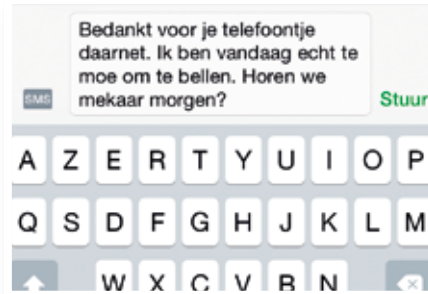 Bedankt voor je telefoontje
daarnet. Ik ben vandaag echt te
moe om te bellen. Horen we
mekaar morgen?
SMS
Stuur
A Z E R T Y U I O P
Q S D F G H J K L M
W X C V B N